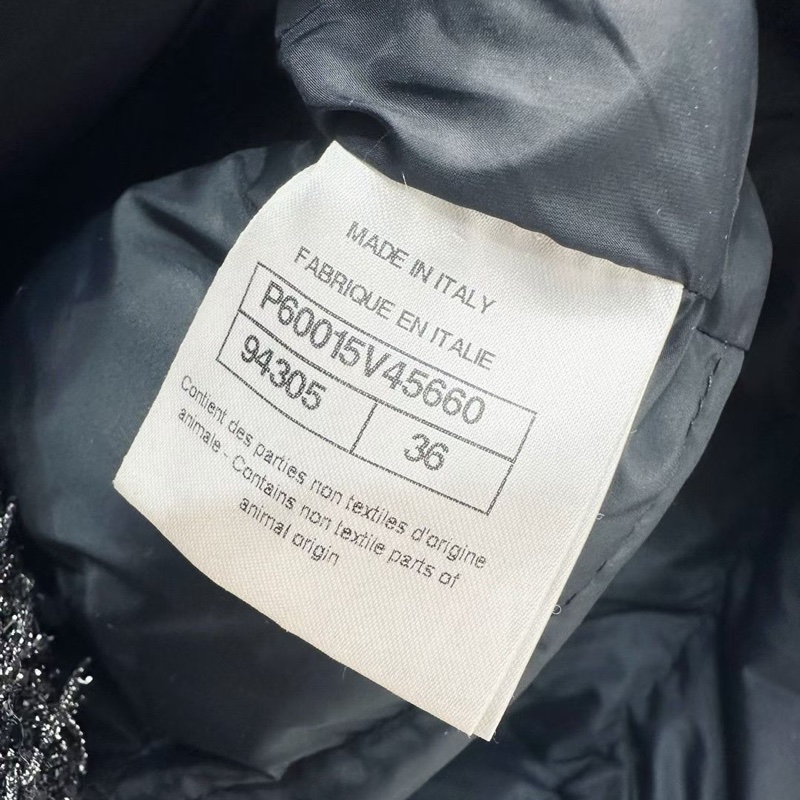 MADE IN ITALY
FABRIQUE EN ITALIE
P60015V45660
94305 36
Contient des parties non textiles d'origine
animale - Contains non textile parts of
animal origin